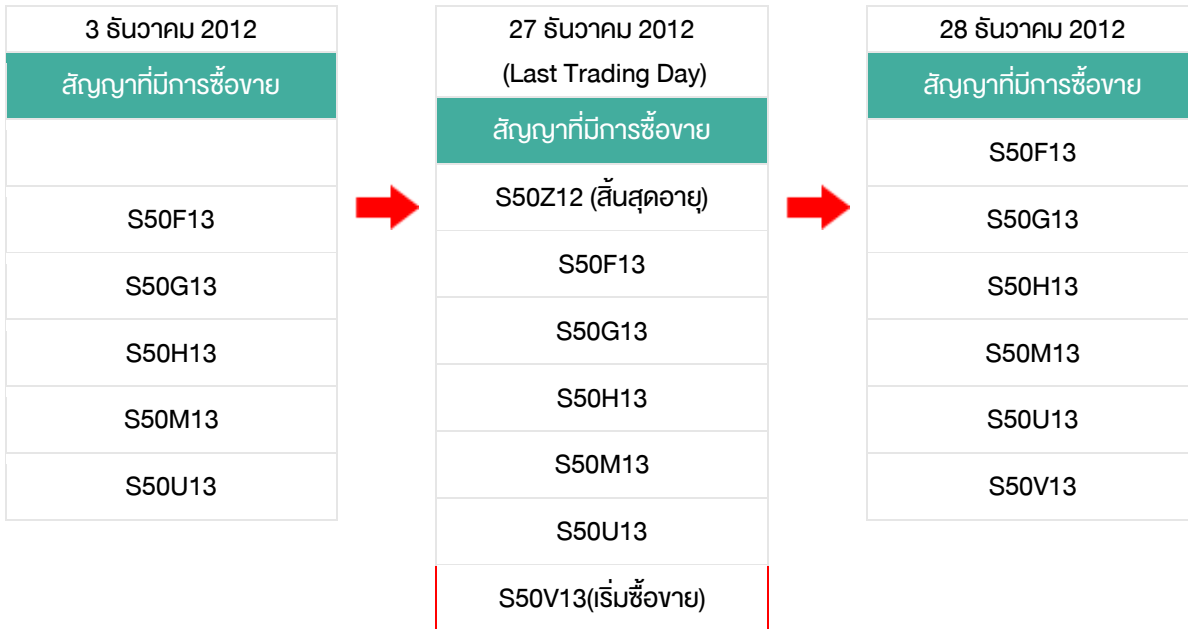 3 ธันวาคม 2012
สัญญาที่มีการซื้อขาย
S50F13
S50G13
S50H13
S50M13
S50U13
27 ธันวาคม 2012
(Last Trading Day)
สัญญาที่มีการซื้อขาย
S50Z12 (สิ้นสุดอายุ)
S50F13
S50G13
S50H13
S50M13
S50U13
S50V13(เริ่มซื้อขาย)
28 ธันวาคม 2012
สัญญาที่มีการซื้อขาย
S50F13
S50G13
S50H13
S50M13
S50U13
S50V13